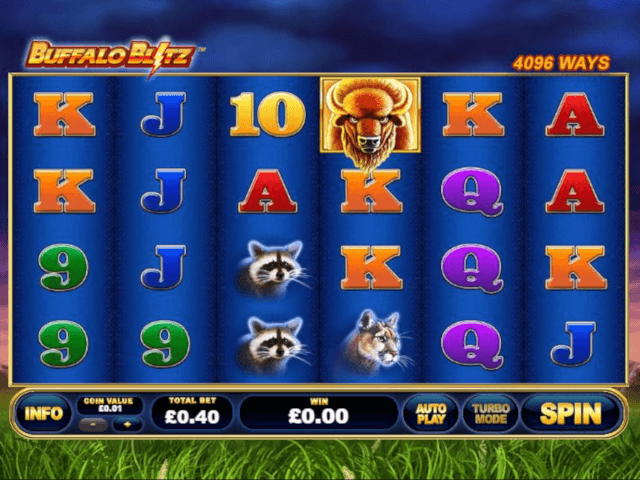 BUFFALO BLITZ™
4096 WAYS
K J 10 K A
K J A K Q A
9 J K Q K
9 9 Q J
INFO
COIN VALUE
£0.01
- +
TOTAL BET
£0.40
WIN
£0.00
AUTO
PLAY
TURBO
MODE
SPIN